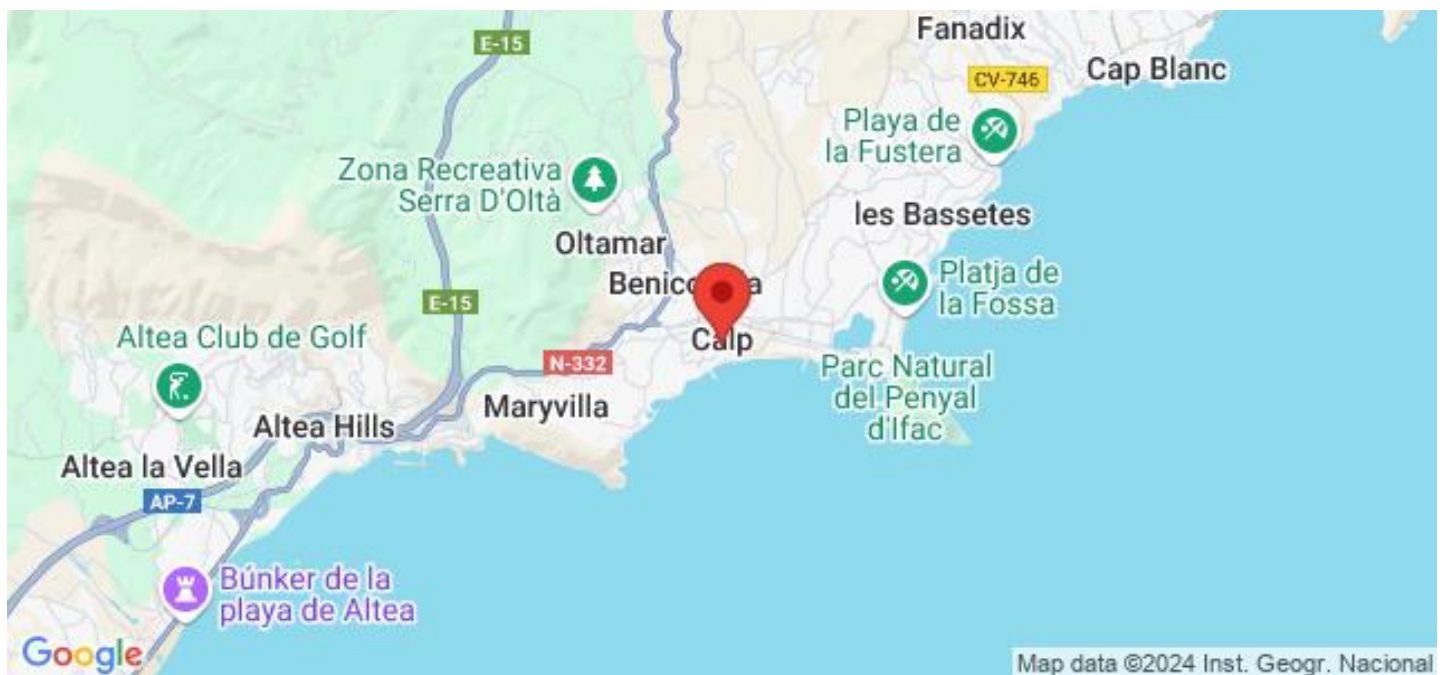 Fanadix
E-15
Cap Blanc
CV-746
Playa de
la Fustera
Zona Recreativa
Serra D'Oltà
les Bassetes
Oltamar
Platja de
la Fossa
E-15
Altea Club de Golf
Calp
N-332
Parc Natural
del Penyal
d'Ifac
Maryvilla
Altea Hills
Altea la Vella
AP-7
Búnker de la
playa de Altea
Google
Map data ©2024 Inst. Geogr. Nacional